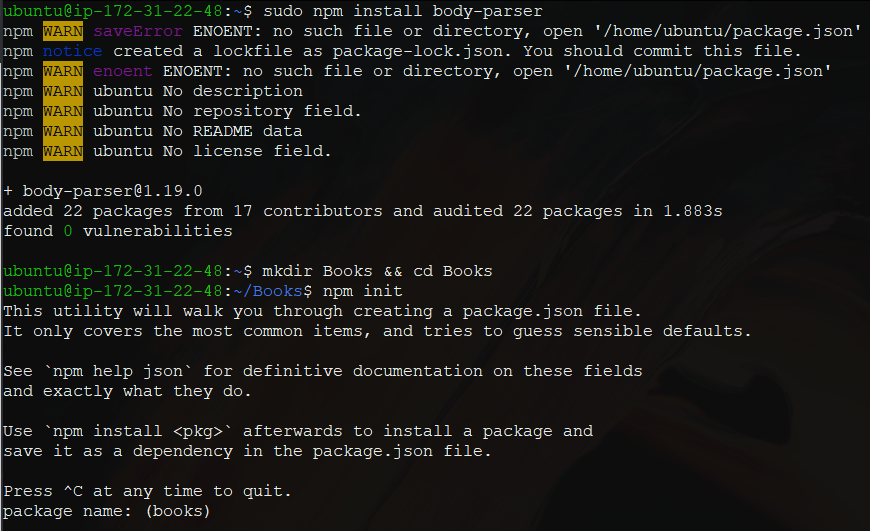 ubuntu@ip-172-31-22-48:~$ sudo npm install body-parser
npm WARN saveError ENOENT: no such file or directory, open '/home/ubuntu/package.json'
npm notice created a lockfile as package-lock.json. You should commit this file.
npm WARN enoent ENOENT: no such file or directory, open '/home/ubuntu/package.json'
npm WARN ubuntu No description
npm WARN ubuntu No repository field.
npm WARN ubuntu No README data
npm WARN ubuntu No license field.
+ body-parser@1.19.0
added 22 packages from 17 contributors and audited 22 packages in 1.883s
found 0 vulnerabilities
ubuntu@ip-172-31-22-48:~$ mkdir Books && cd Books
ubuntu@ip-172-31-22-48:~/Books$ npm init
This utility will walk you through creating a package.json file.
It only covers the most common items, and tries to guess sensible defaults.
See `npm help json` for definitive documentation on these fields
and exactly what they do.
Use `npm install <pkg>` afterwards to install a package and
save it as a dependency in the package.json file.
Press ^C at any time to quit.
package name: (books)